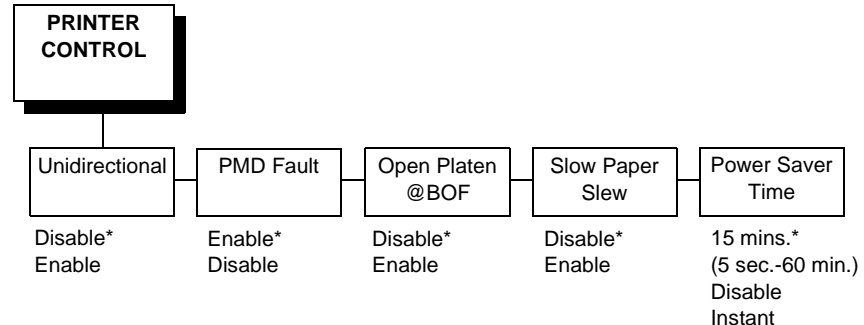 PRINTER
CONTROL
Unidirectional
PMD Fault
Open Platen
@BOF
Slow Paper
Slew
Power Saver
Time
Disable*
Enable
Enable*
Disable
Disable*
Enable
Disable*
Enable
15 mins.*
(5 sec.-60 min.)
Disable
Instant